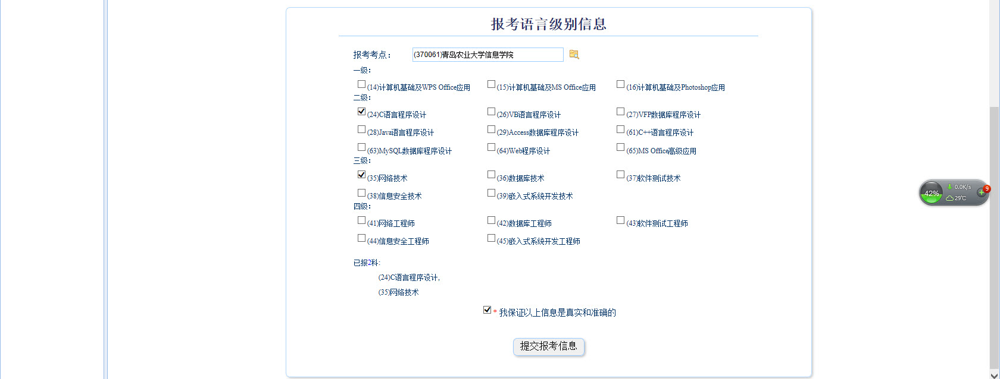 报考语言级别信息
报考考点： (370061)青岛农业大学信息学院
一级：
(14)计算机基础及WPS Office应用 (15)计算机基础及MS Office应用 (16)计算机基础及Photoshop应用
二级：
(24)C语言程序设计 (26)VB语言程序设计 (27)VFP数据库程序设计
(28)Java语言程序设计 (29)Access数据库程序设计 (61)C++语言程序设计
(63)MySQL数据库程序设计 (64)Web程序设计 (65)MS Office高级应用
三级：
(35)网络技术 (36)数据库技术 (37)软件测试技术
(38)信息安全技术 (39)嵌入式系统开发技术
四级：
(41)网络工程师 (42)数据库工程师 (43)软件测试工程师
(44)信息安全工程师 (45)嵌入式系统开发工程师
已报2科:
(24)C语言程序设计,
(35)网络技术
* 我保证以上信息是真实和准确的
提交报考信息
42% 0.0K/s 9
29℃